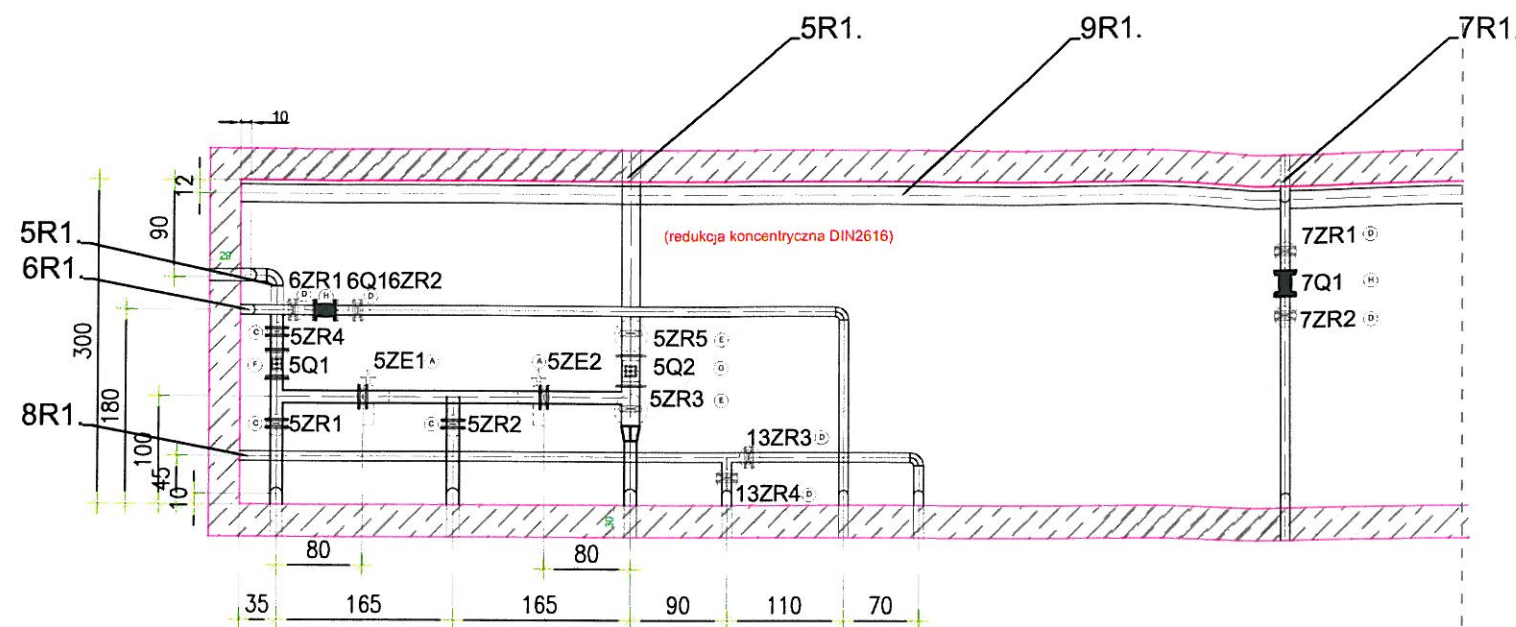 5R1.
9R1.
7R1.
10
12
90
29
5R1.
6R1.
(redukcja koncentryczna DIN2616)
7ZR1 D
6ZR1 6Q1 6ZR2
D H D
7Q1 H
7ZR2 D
300
180
C 5ZR4
5ZR5 E
F 5Q1
5ZE1 A
A 5ZE2
5Q2 G
5ZR3 E
8R1.
100
45
10
C 5ZR1
C 5ZR2
13ZR3 D
13ZR4 D
30
80
80
35
165
165
90
110
70